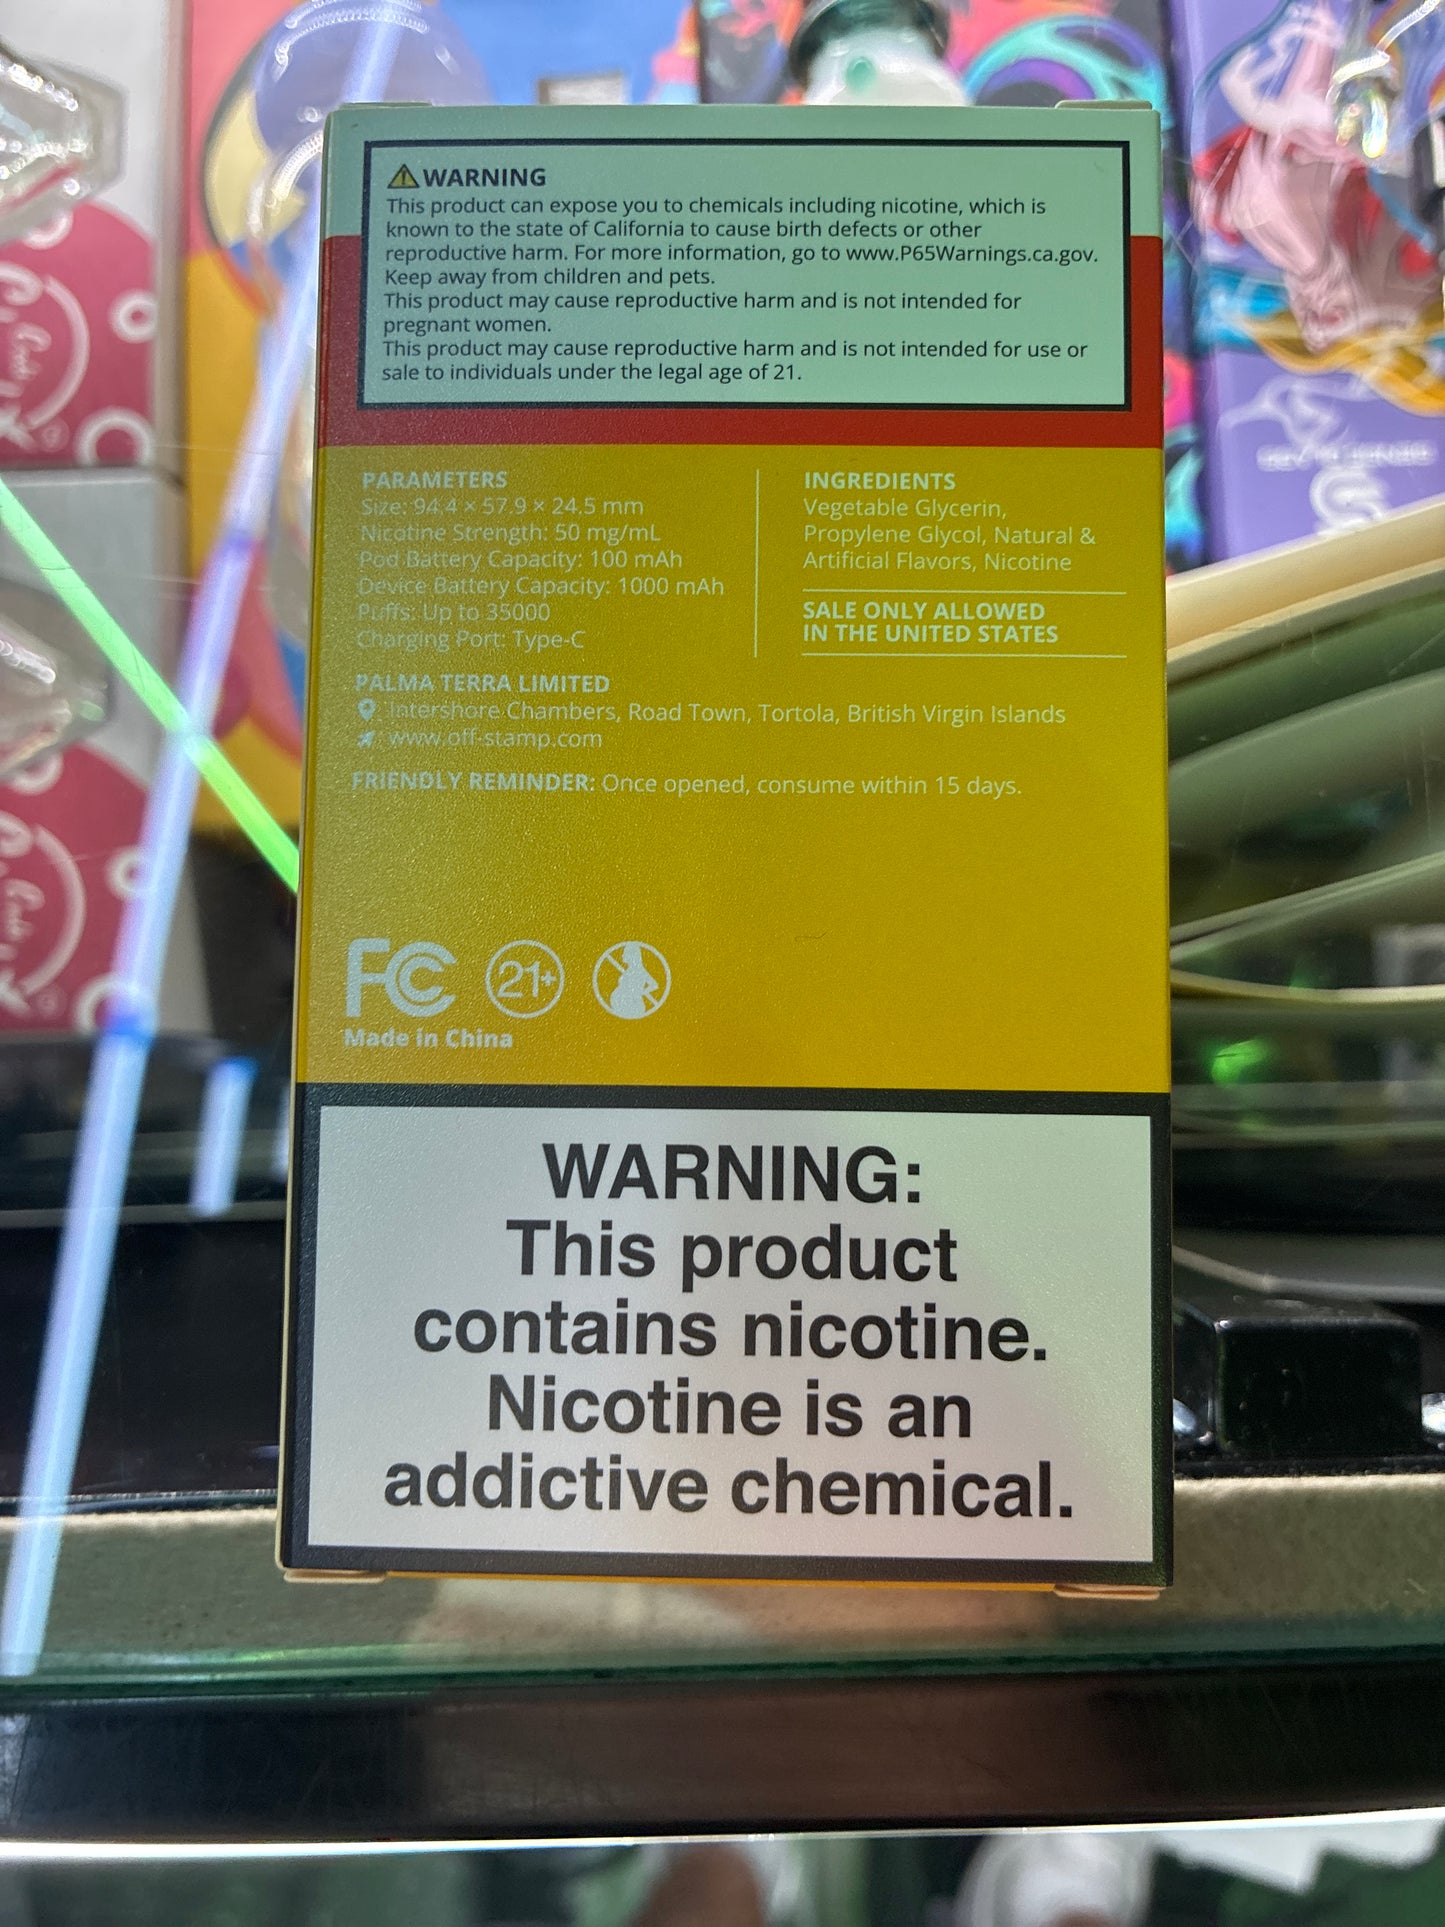 WARNING
This product can expose you to chemicals including nicotine, which is
known to the state of California to cause birth defects or other
reproductive harm. For more information, go to www.P65Warnings.ca.gov.
Keep away from children and pets.
This product may cause reproductive harm and is not intended for
pregnant women.
This product may cause reproductive harm and is not intended for use or
sale to individuals under the legal age of 21.
PARAMETERS
Size: 94.4 × 57.9 × 24.5 mm
Nicotine Strength: 50 mg/mL
Pod Battery Capacity: 100 mAh
Device Battery Capacity: 1000 mAh
Puffs: Up to 35000
Charging Port: Type-C
INGREDIENTS
Vegetable Glycerin,
Propylene Glycol, Natural &
Artificial Flavors, Nicotine
SALE ONLY ALLOWED
IN THE UNITED STATES
PALMA TERRA LIMITED
Intershore Chambers, Road Town, Tortola, British Virgin Islands
www.off-stamp.com
FRIENDLY REMINDER: Once opened, consume within 15 days.
FC 21+
Made in China
WARNING:
This product
contains nicotine.
Nicotine is an
addictive chemical.